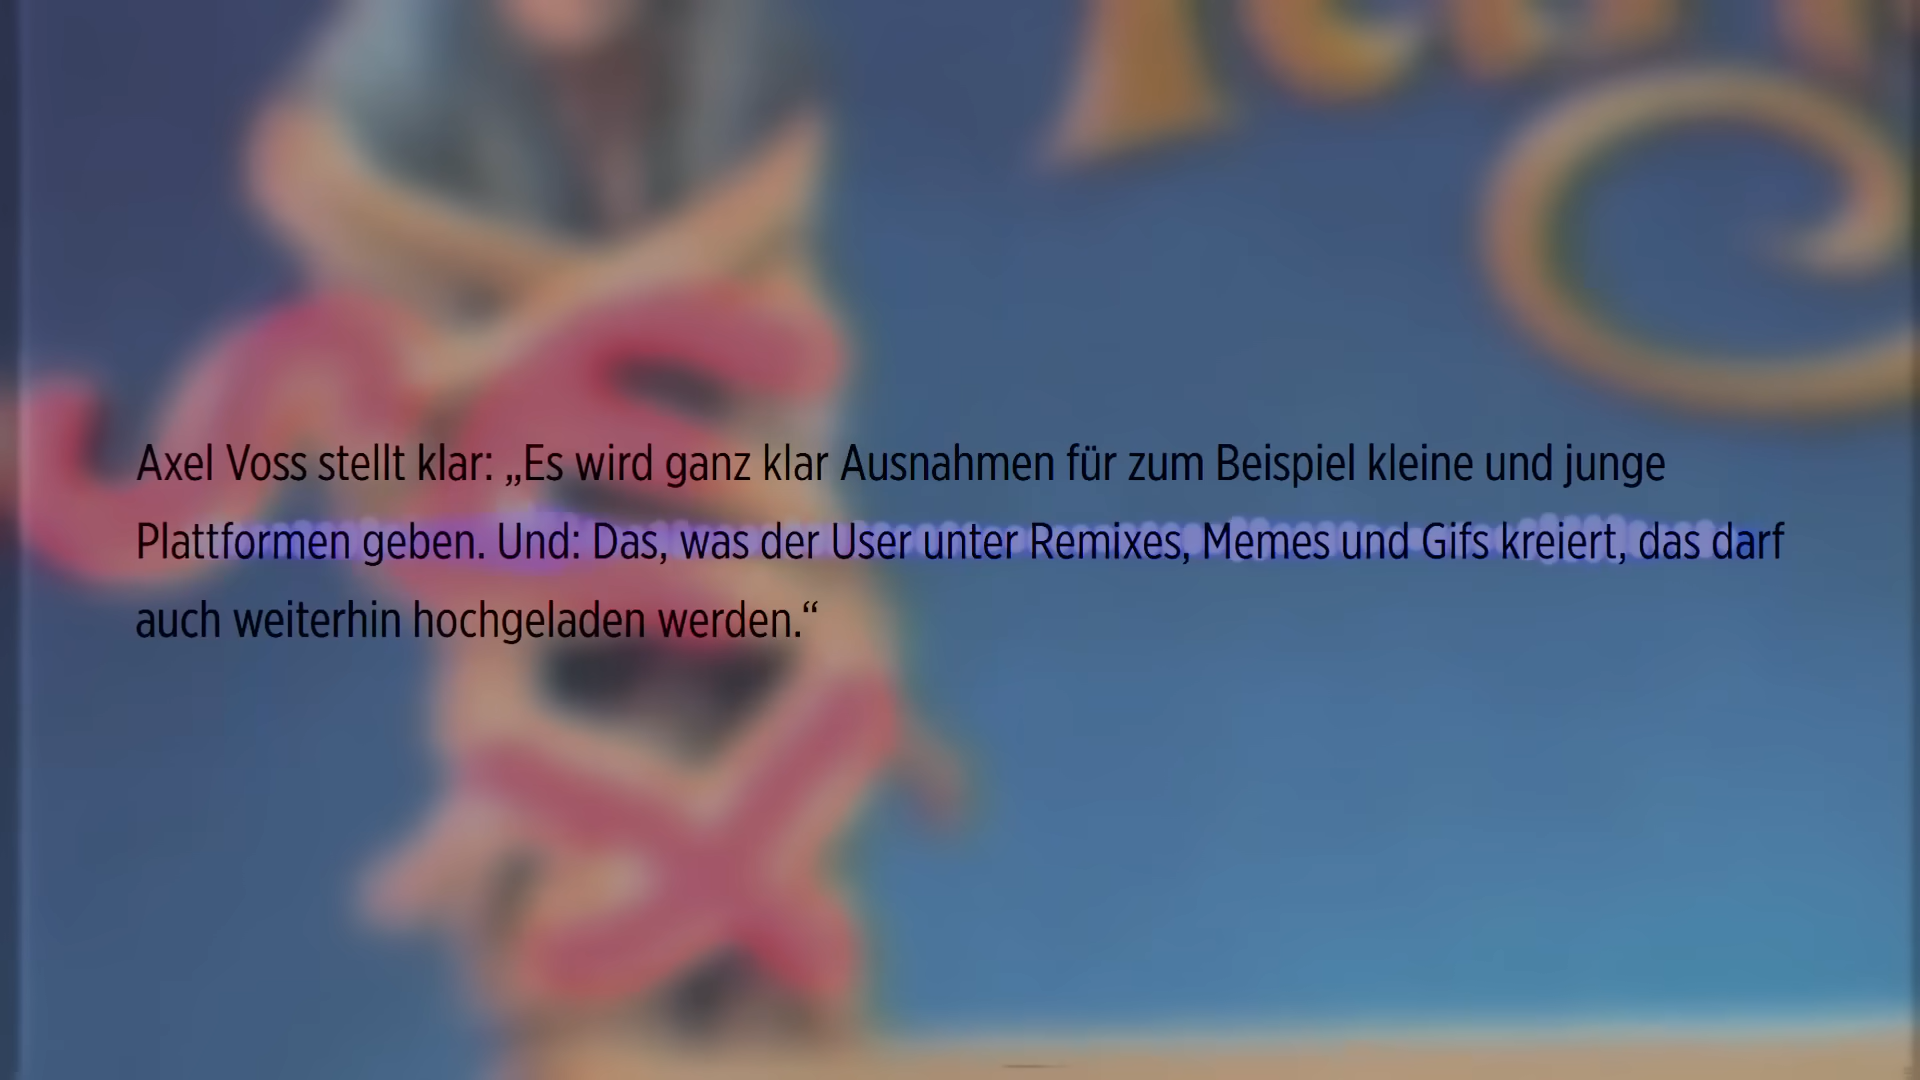 Axel Voss stellt klar: „Es wird ganz klar Ausnahmen für zum Beispiel kleine und junge
Plattformen geben. Und: Das, was der User unter Remixes, Memes und Gifs kreiert, das darf
auch weiterhin hochgeladen werden.“